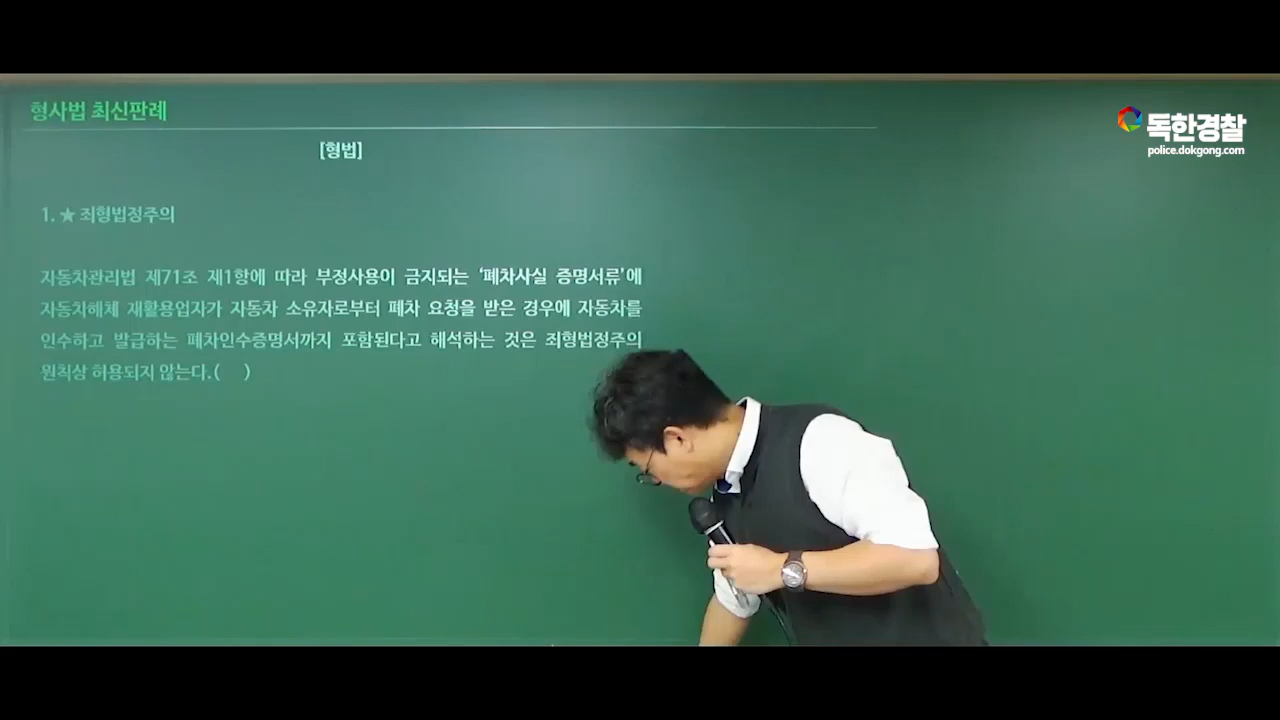 형사법 최신판례
독한경찰
police.dokgong.com
[형법]
1. ★ 죄형법정주의
자동차관리법 제71조 제1항에 따라 부정사용이 금지되는 ‘폐차사실 증명서류’에
자동차해체 재활용업자가 자동차 소유자로부터 폐차 요청을 받은 경우에 자동차를
인수하고 발급하는 폐차인수증명서까지 포함된다고 해석하는 것은 죄형법정주의
원칙상 허용되지 않는다.( )